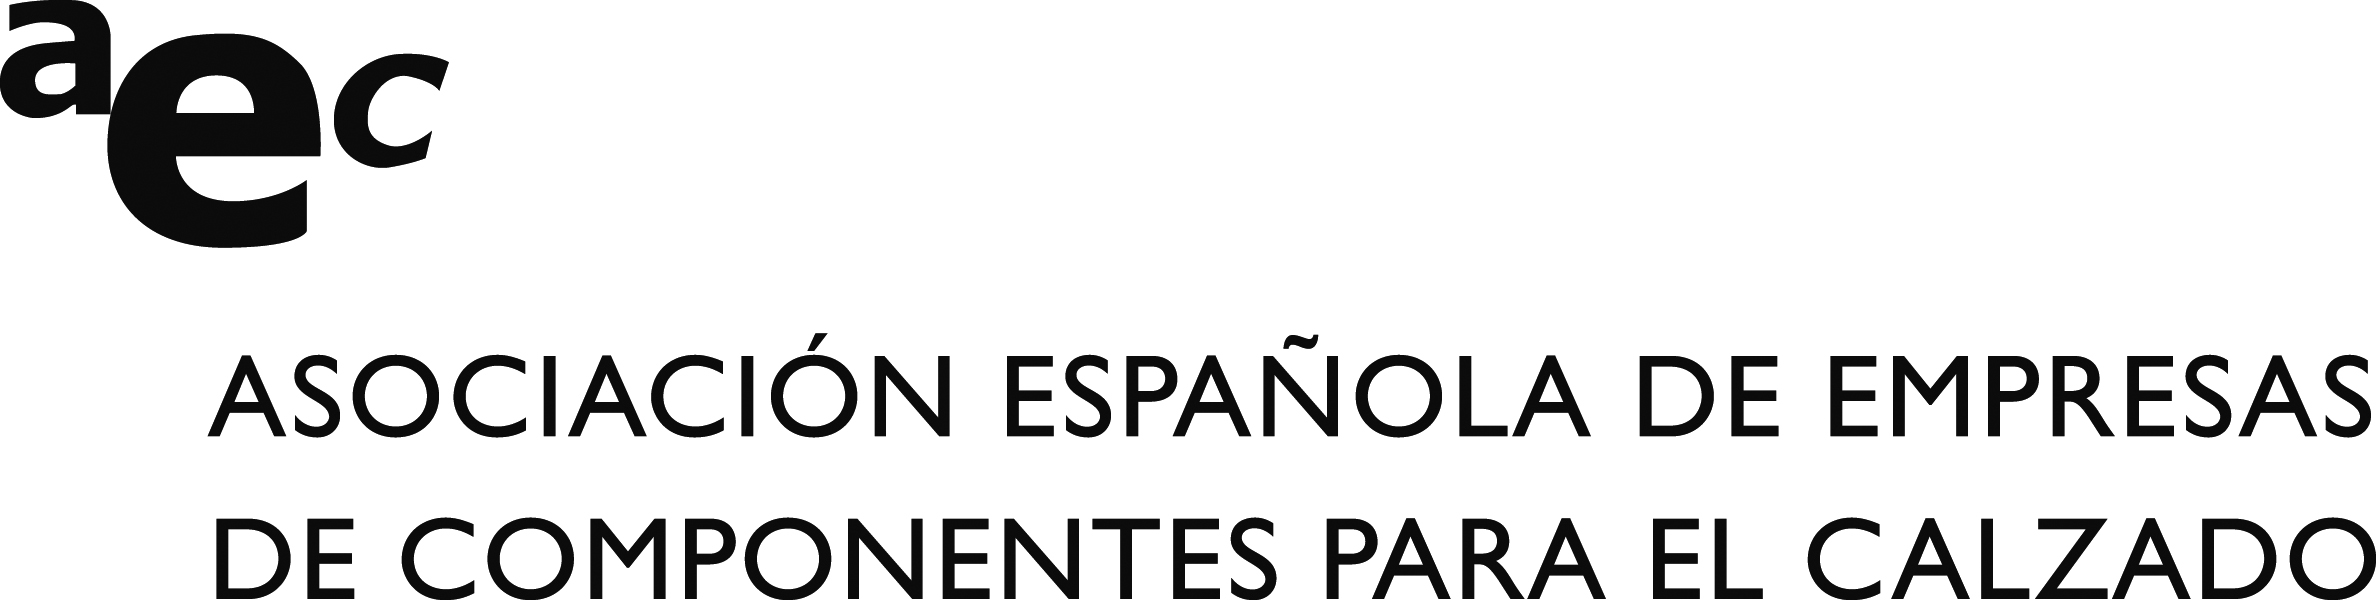 aec
ASOCIACIÓN ESPAÑOLA DE EMPRESAS
DE COMPONENTES PARA EL CALZADO